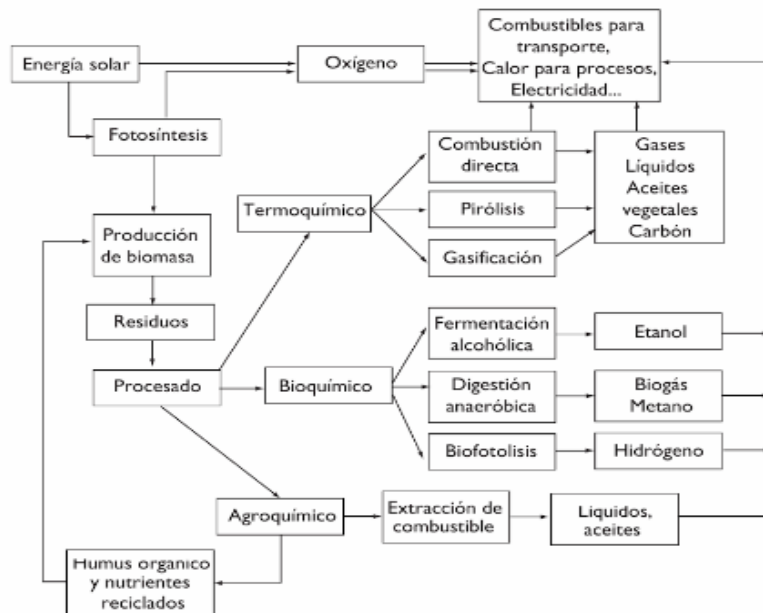 Combustibles para
transporte,
Calor para procesos,
Electricidad...
Energía solar
Oxígeno
Fotosíntesis
Combustión
directa
Gases
Líquidos
Aceites
vegetales
Carbón
Termoquímico
Pirólisis
Gasificación
Producción
de biomasa
Residuos
Procesado
Bioquímico
Fermentación
alcohólica
Etanol
Digestión
anaeróbica
Biogás
Metano
Biofotolisis
Hidrógeno
Agroquímico
Extracción de
combustible
Liquidos,
aceites
Humus organico
y nutrientes
reciclados